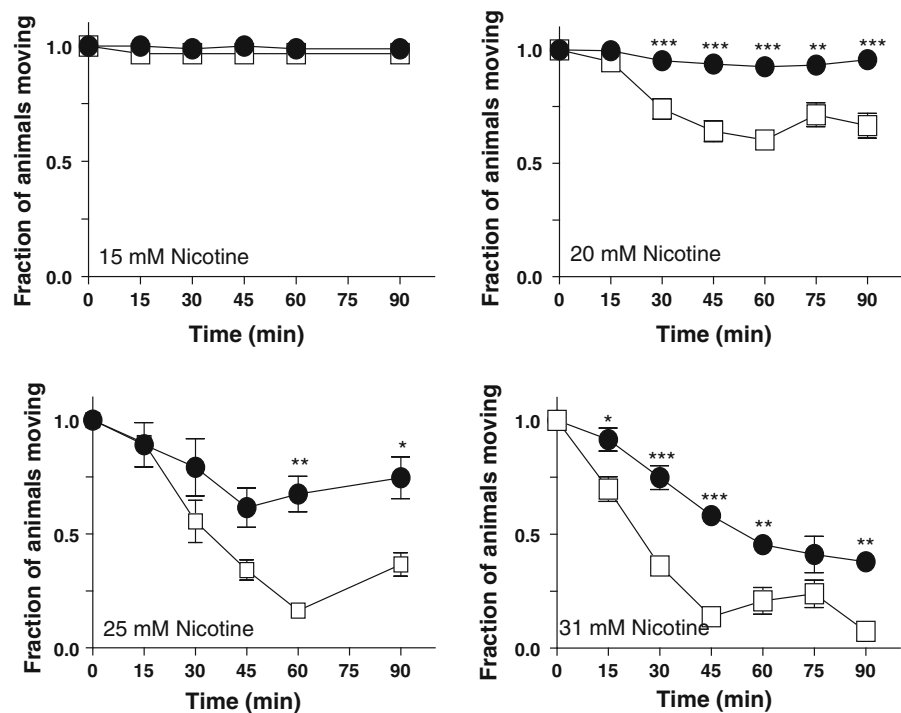 Fraction of animals moving
1.0
0.5
0.0
15 mM Nicotine
0 15 30 45 60 75 90
Time (min)
Fraction of animals moving
1.0
0.5
0.0
*** *** *** ** ***
20 mM Nicotine
0 15 30 45 60 75 90
Time (min)
Fraction of animals moving
1.0
0.5
0.0
** *
25 mM Nicotine
0 15 30 45 60 75 90
Time (min)
Fraction of animals moving
1.0
0.5
0.0
* *** *** ** **
31 mM Nicotine
0 15 30 45 60 75 90
Time (min)